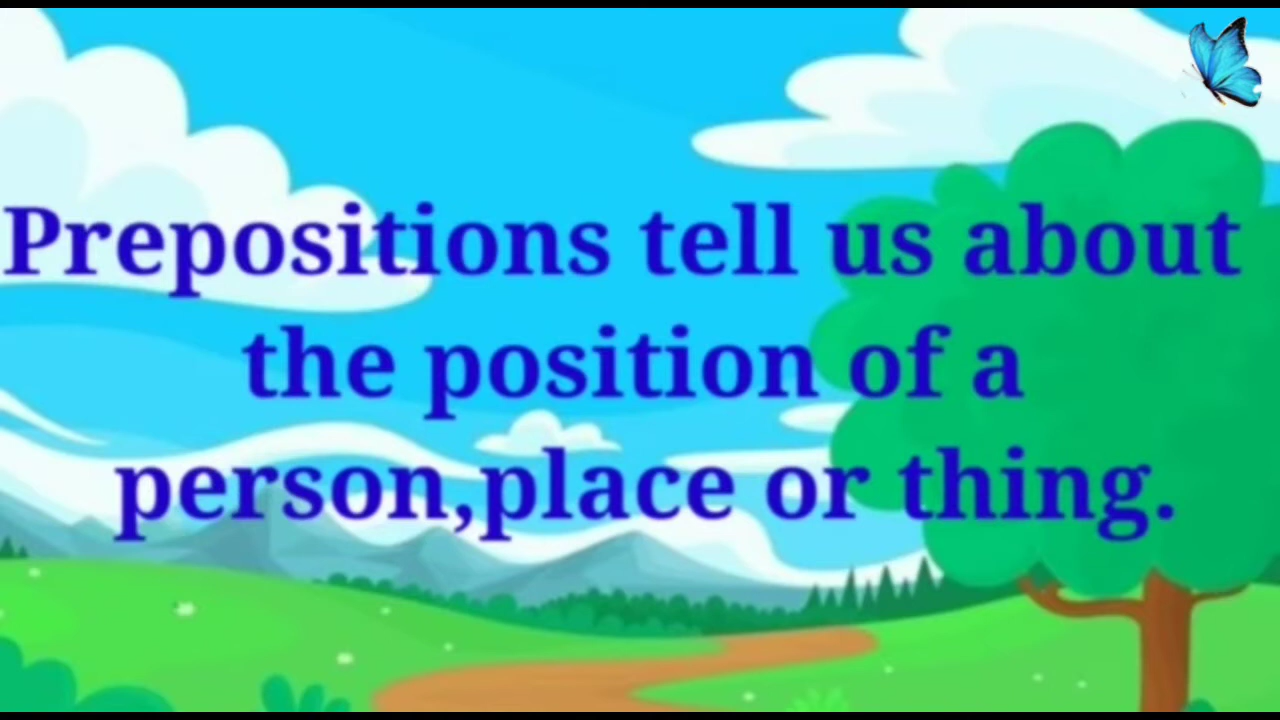 Prepositions tell us about
the position of a
person,place or thing.